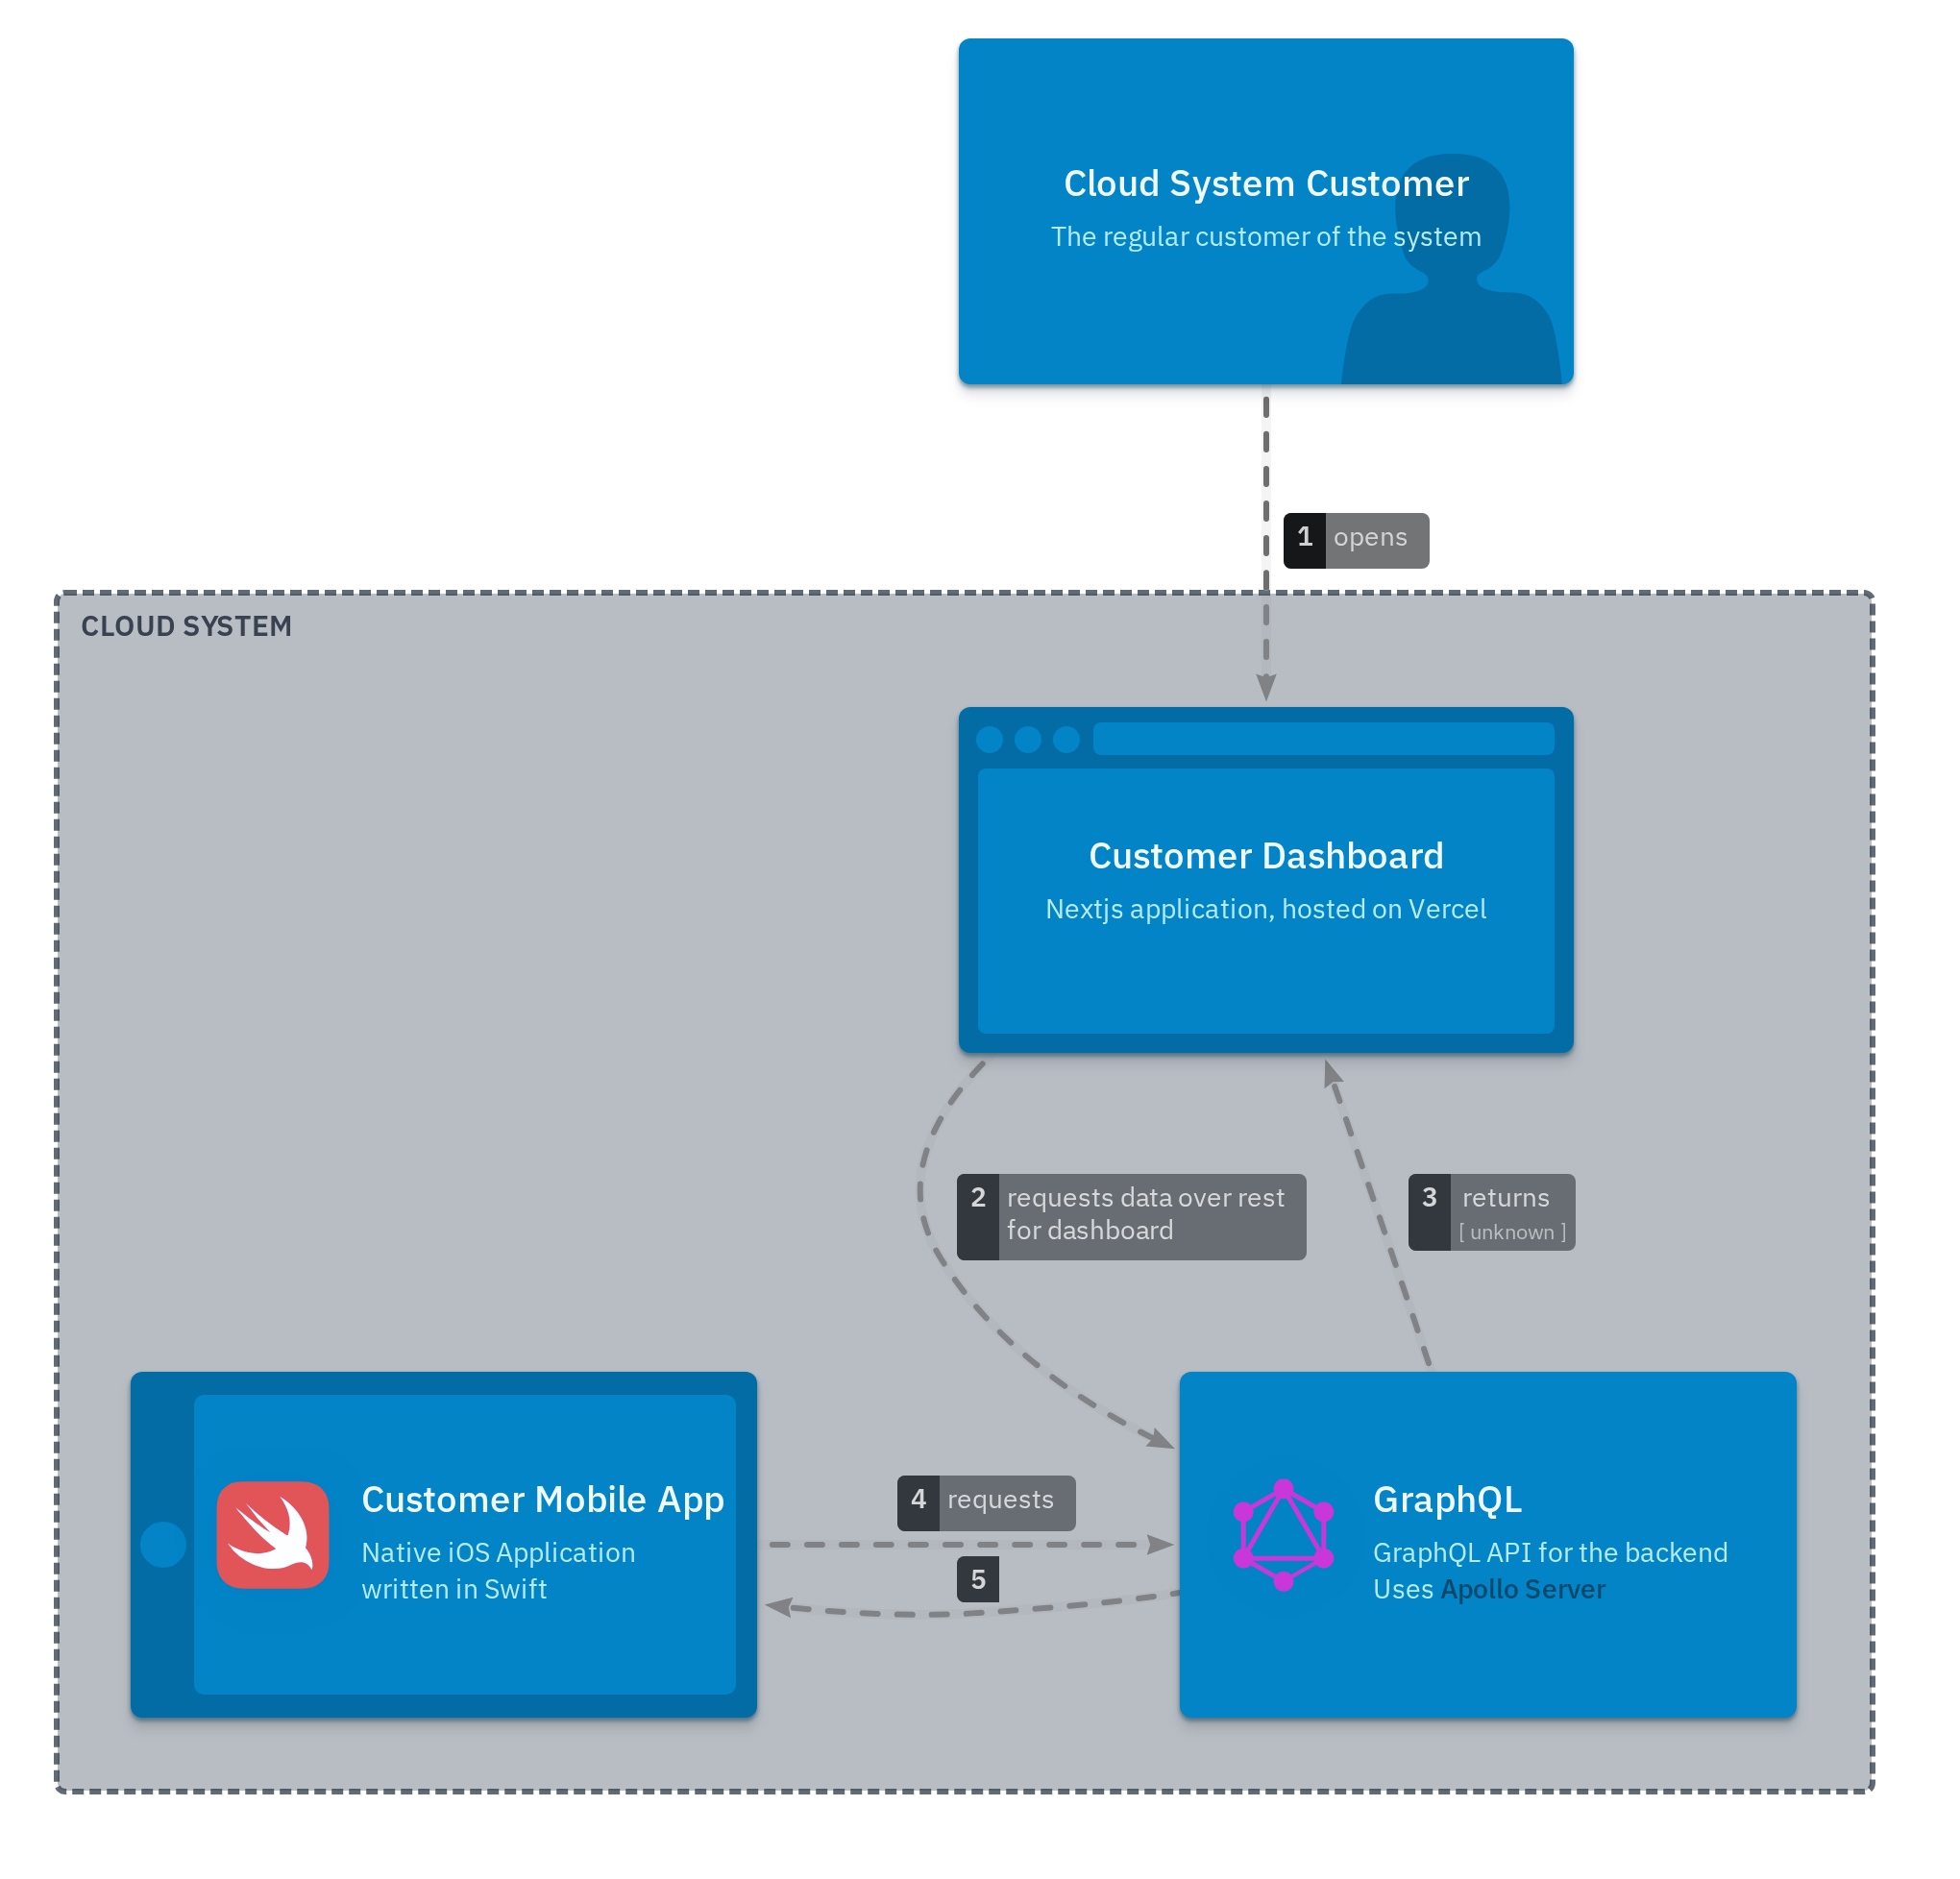 Cloud System Customer
The regular customer of the system
1 opens
CLOUD SYSTEM
Customer Dashboard
Nextjs application, hosted on Vercel
2 requests data over rest
for dashboard
3 returns
[ unknown ]
Customer Mobile App
Native iOS Application
written in Swift
4 requests
5
GraphQL
GraphQL API for the backend
Uses Apollo Server